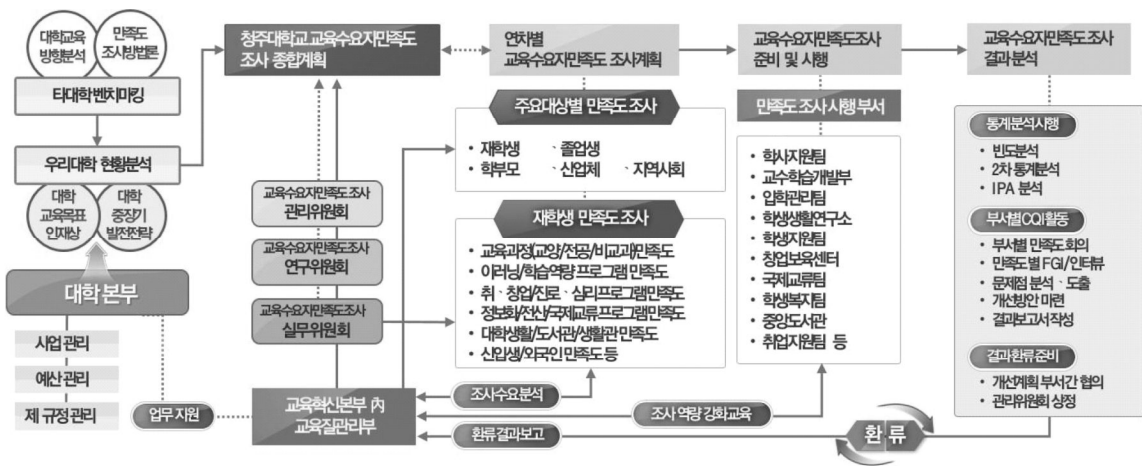 대학교육
방향분석
만족도
조사방법론
타대학 벤치마킹
우리대학 현황분석
대학
교육목표
인재상
대학
중장기
발전전략
대학 본부
사업 관리
예산 관리
제 규정 관리
업무 지원
청주대학교 교육수요자만족도
조사 종합계획
교육수요자만족도 조사
관리위원회
교육수요자만족도 조사
연구위원회
교육수요자만족도 조사
실무위원회
교육혁신본부 內
교육질관리부
연차별
교육수요자만족도 조사계획
주요대상별 만족도 조사
• 재학생 、졸업생
• 학부모 、산업체 、지역사회
재학생 만족도 조사
• 교육과정(교양/전공/비교과)만족도
• 이러닝/학습역량 프로그램 만족도
• 취、창업/진로、심리프로그램만족도
• 정보화/전산/국제교류프로그램만족도
• 대학생활/도서관/생활관 만족도
• 신입생/외국인 만족도 등
조사수요 분석
조사 역량 강화교육
환류결과보고
교육수요자만족도조사
준비 및 시행
만족도 조사 시행 부서
• 학사지원팀
• 교수학습개발부
• 입학관리팀
• 학생생활연구소
• 학생지원팀
• 창업보육센터
• 국제교류팀
• 학생복지팀
• 중앙도서관
• 취업지원팀 등
교육수요자만족도 조사
결과 분석
통계분석시행
• 빈도분석
• 2차 통계분석
• IPA 분석
부서별 CQI 활동
• 부서별 만족도 회의
• 만족도 별 FGI/인터뷰
• 문제점 분석、도출
• 개선방안 마련
• 결과보고서 작성
결과환류준비
• 개선계획 부서간 협의
• 관리위원회 상정
환 류